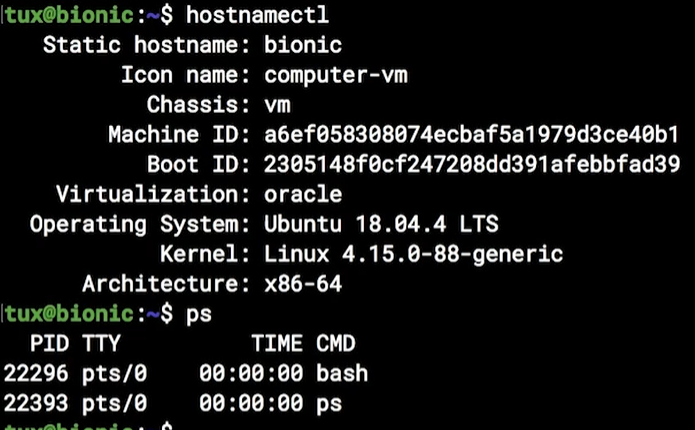 tux@bionic:~$ hostnamectl
Static hostname: bionic
Icon name: computer-vm
Chassis: vm
Machine ID: a6ef058308074ecbaf5a1979d3ce40b1
Boot ID: 2305148f0cf247208dd391afebbfad39
Virtualization: oracle
Operating System: Ubuntu 18.04.4 LTS
Kernel: Linux 4.15.0-88-generic
Architecture: x86-64
tux@bionic:~$ ps
PID TTY TIME CMD
22296 pts/0 00:00:00 bash
22393 pts/0 00:00:00 ps
tux@bionic:~$